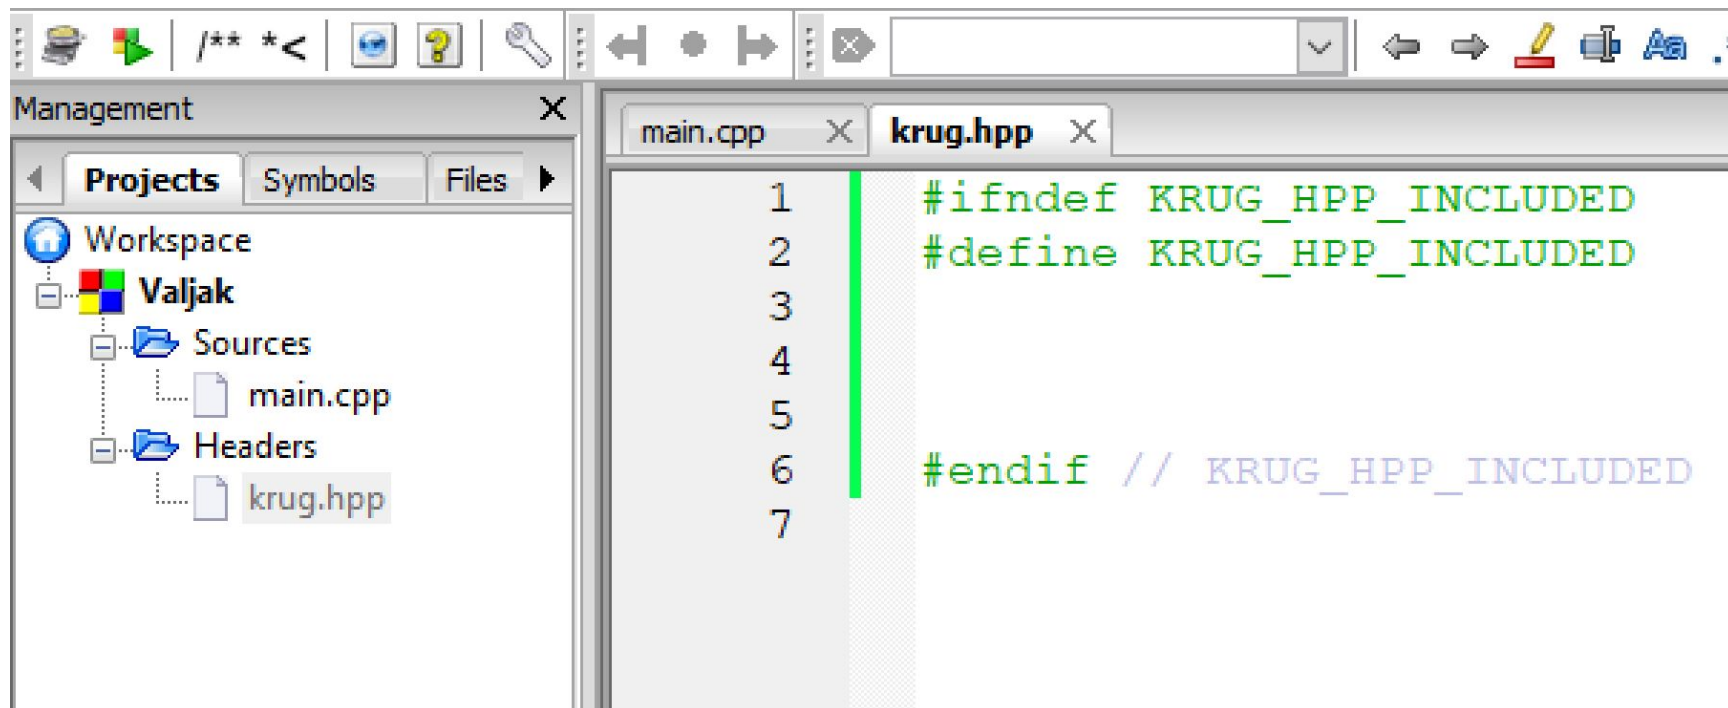 /** *<
Management
Projects Symbols Files
Workspace
Valjak
Sources
main.cpp
Headers
krug.hpp
main.cpp krug.hpp
1 #ifndef KRUG_HPP_INCLUDED
2 #define KRUG_HPP_INCLUDED
3
4
5
6 #endif // KRUG_HPP_INCLUDED
7